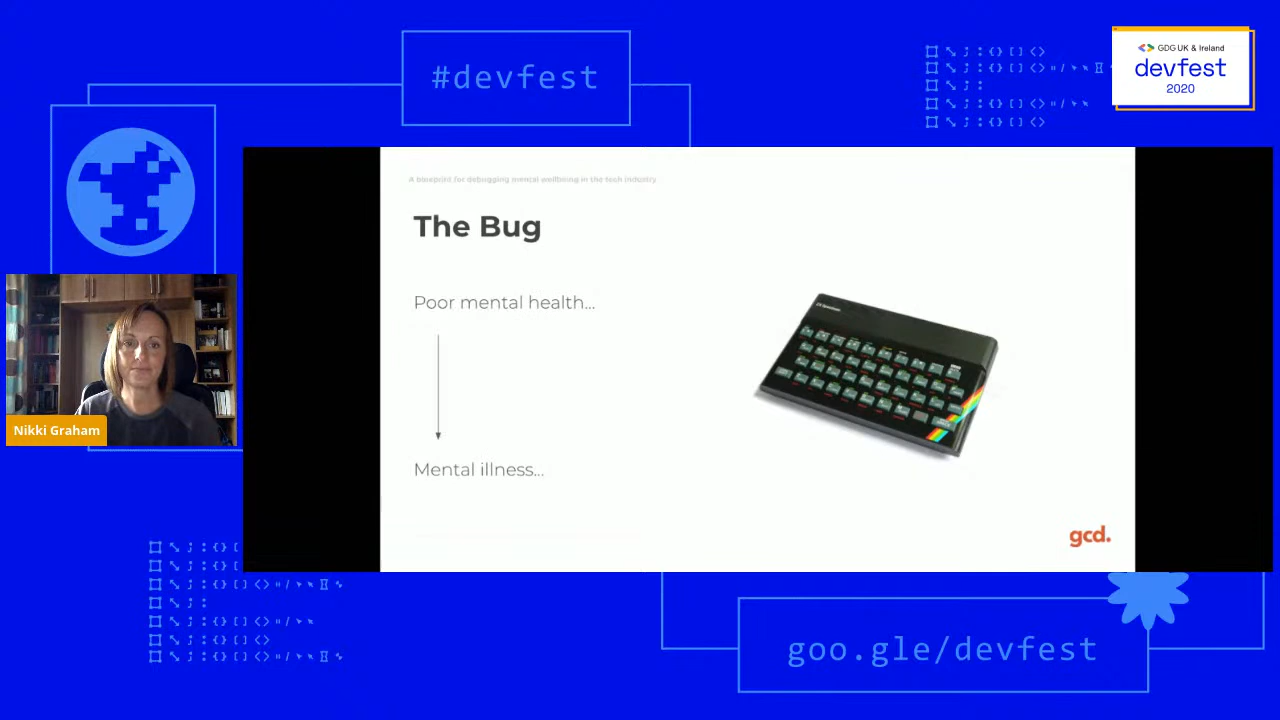 #devfest
GDG UK & Ireland
devfest
2020
A blueprint for debugging mental wellbeing in the tech industry
The Bug
Poor mental health...
Mental illness...
gcd.
Nikki Graham
goo.gle/devfest